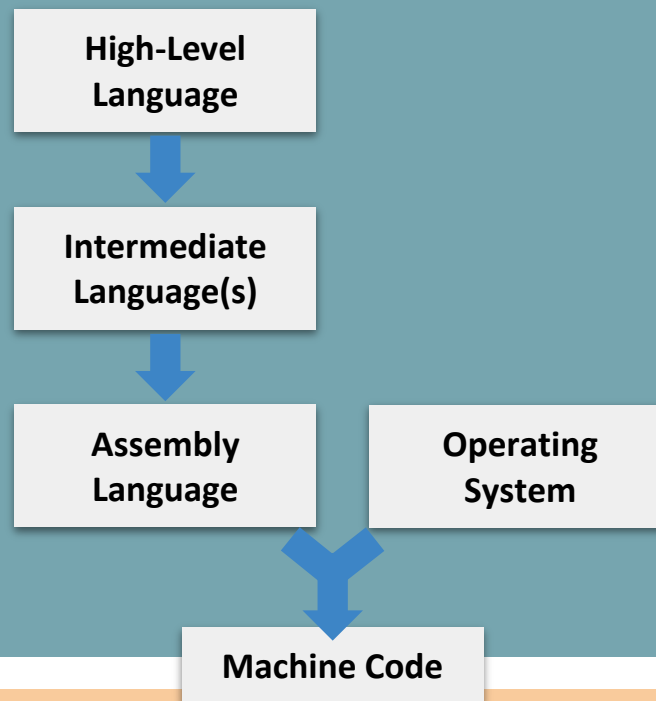 High-Level
Language
Intermediate
Language(s)
Assembly
Language
Operating
System
Machine Code